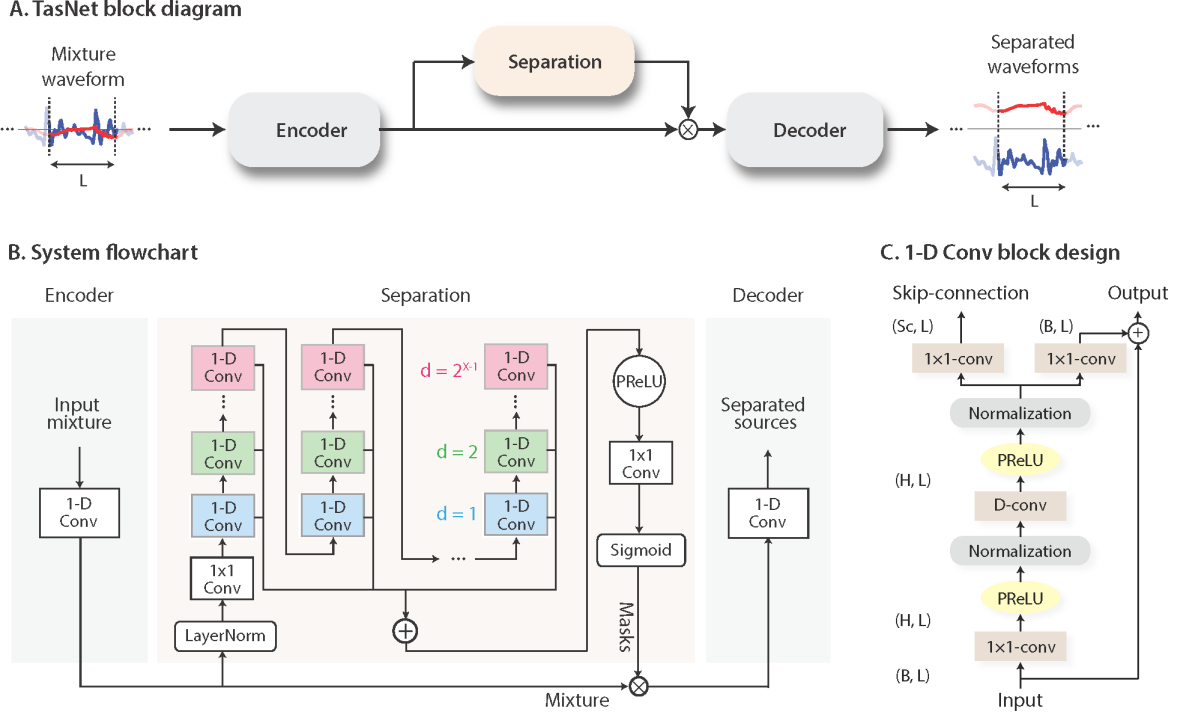 A. TasNet block diagram
Mixture
waveform
L
Encoder
Separation
Decoder
Separated
waveforms
L
B. System flowchart
Encoder
Separation
Decoder
Input
mixture
1-D
Conv
1-D
Conv
1-D
Conv
1-D
Conv
1x1
Conv
LayerNorm
1-D
Conv
1-D
Conv
1-D
Conv
d = 2^X-1
1-D
Conv
d = 2
1-D
Conv
d = 1
1-D
Conv
PReLU
1x1
Conv
Sigmoid
Masks
Mixture
Separated
sources
1-D
Conv
C. 1-D Conv block design
Skip-connection
Output
(Sc, L)
(B, L)
1×1-conv
1×1-conv
Normalization
PReLU
(H, L)
D-conv
Normalization
PReLU
(H, L)
1×1-conv
(B, L)
Input